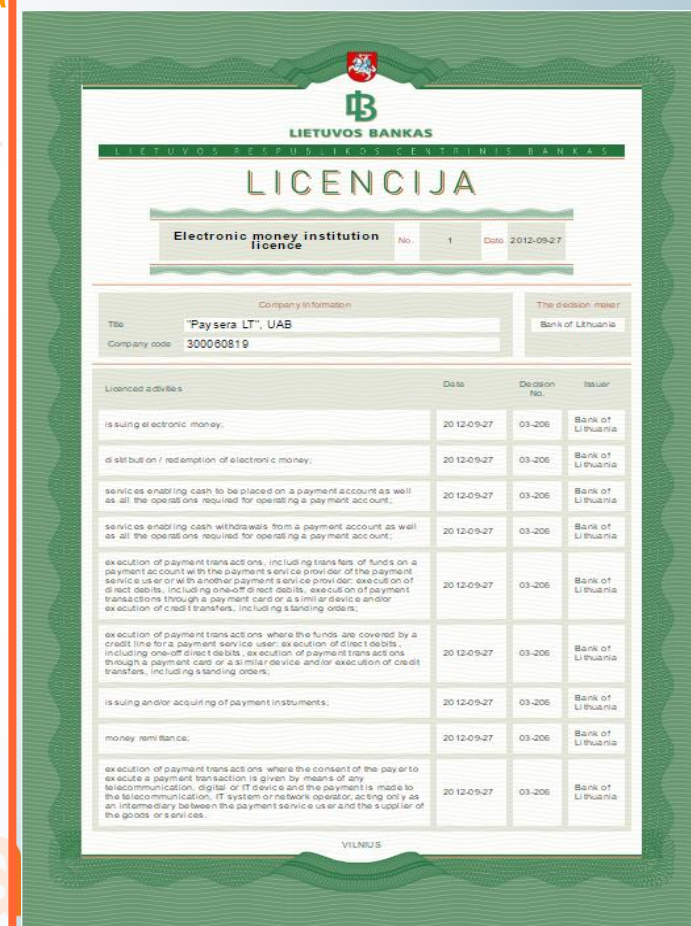 LIETUVOS BANKAS
LIETUVOS RESPUBLIKOS CENTRINIS BANKAS
LICENCIJA
Electronic money institution
licence
No. 1 Date 2012-09-27
Company Information
The decision maker
Title "Paysera LT", UAB
Bank of Lithuania
Company code 300060819
Licenced activities Date Decision No. Issuer
issuing electronic money; 2012-09-27 03-206 Bank of Lithuania
distribution / redemption of electronic money; 2012-09-27 03-206 Bank of Lithuania
services enabling cash to be placed on a payment account as well
as all the operations required for operating a payment account; 2012-09-27 03-206 Bank of Lithuania
services enabling cash withdrawals from a payment account as well
as all the operations required for operating a payment account; 2012-09-27 03-206 Bank of Lithuania
execution of payment transactions, including transfers of funds on a
payment account with the payment service provider of the payment
service user or with another payment service provider: execution of
direct debits, including one-off direct debits, execution of payment
transactions through a payment card or a similar device and/or
execution of credit transfers, including standing orders; 2012-09-27 03-206 Bank of Lithuania
execution of payment transactions where the funds are covered by a
credit line for a payment service user: execution of direct debits,
including one-off direct debits, execution of payment transactions
through a payment card or a similar device and/or execution of credit
transfers, including standing orders; 2012-09-27 03-206 Bank of Lithuania
issuing and/or acquiring of payment instruments; 2012-09-27 03-206 Bank of Lithuania
money remittance; 2012-09-27 03-206 Bank of Lithuania
execution of payment transactions where the consent of the payer to
execute a payment transaction is given by means of any
telecommunication, digital or IT device and the payment is made to
the telecommunication, IT system or network operator, acting only as
an intermediary between the payment service user and the supplier of
the goods or services. 2012-09-27 03-206 Bank of Lithuania
VILNIUS